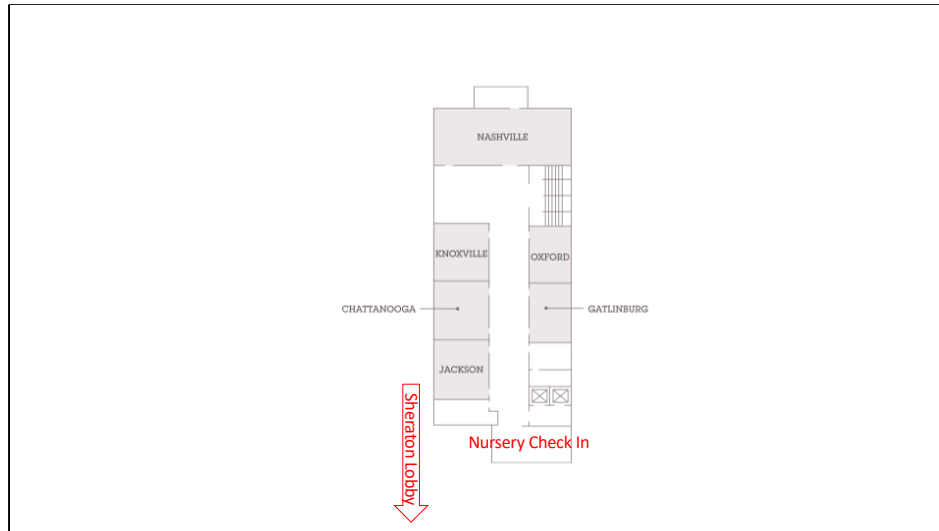 NASHVILLE
KNOXVILLE
OXFORD
CHATTANOOGA
GATLINBURG
JACKSON
Sheraton Lobby
Nursery Check In